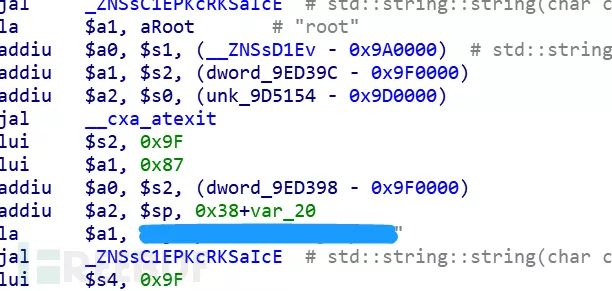 jal _ZNSsC1EPKcRKSaIcE # std::string::string(char c
la $a1, aRoot # "root"
addiu $a0, $s1, (__ZNSsD1Ev - 0x9A0000) # std::string
addiu $a1, $s2, (dword_9ED39C - 0x9F0000)
addiu $a2, $s0, (unk_9D5154 - 0x9D0000)
jal __cxa_atexit
lui $s2, 0x9F
lui $a1, 0x87
addiu $a0, $s2, (dword_9ED398 - 0x9F0000)
addiu $a2, $sp, 0x38+var_20
la $a1, "
jal _ZNSsC1EPKcRKSaIcE # std::string::string(char c
lui $s4, 0x9F